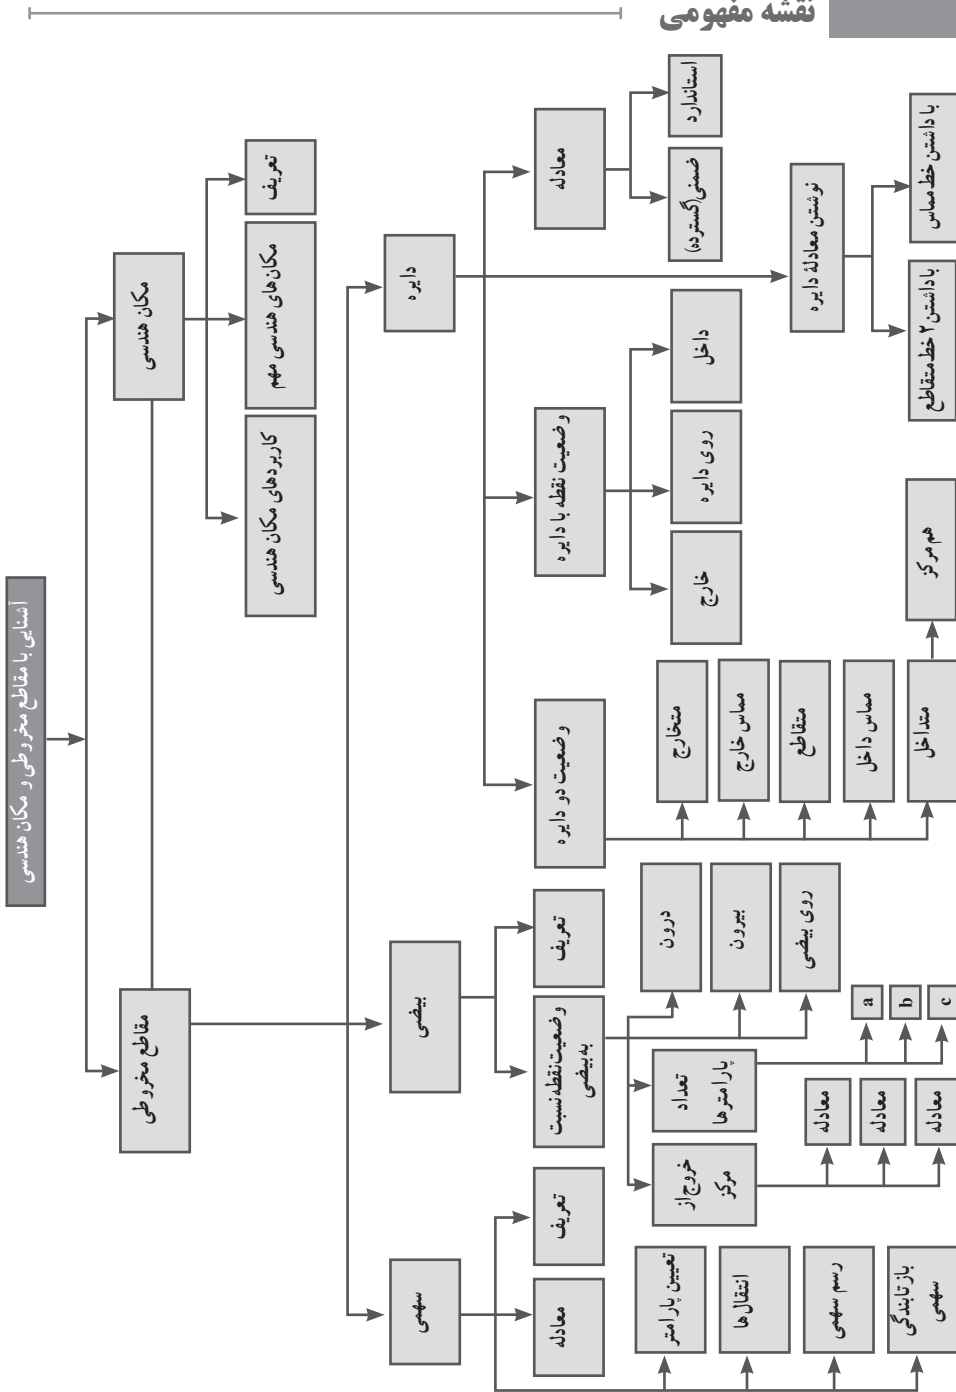 نقشه مفهومی
آشنایی با مقاطع مخروطی و مکان هندسی
مکان هندسی
تعریف
مکان‌های هندسی مهم
کاربردهای مکان هندسی
مقاطع مخروطی
دایره
معادله
استاندارد
ضمنی(گسترده)
نوشتن معادلهٔ دایره
با داشتن خط مماس
با داشتن ۲ خط متقاطع
وضعیت نقطه با دایره
داخل
روی دایره
خارج
وضعیت دو دایره
متخارج
مماس خارج
متقاطع
مماس داخل
متداخل
هم مرکز
بیضی
تعریف
وضعیت نقطه نسبت
به بیضی
درون
بیرون
روی بیضی
تعداد
پارامترها
a
b
c
خروج از
مرکز
معادله
معادله
معادله
سهمی
تعریف
معادله
تعیین پارامتر
انتقال‌ها
رسم سهمی
بازتابندگی
سهمی